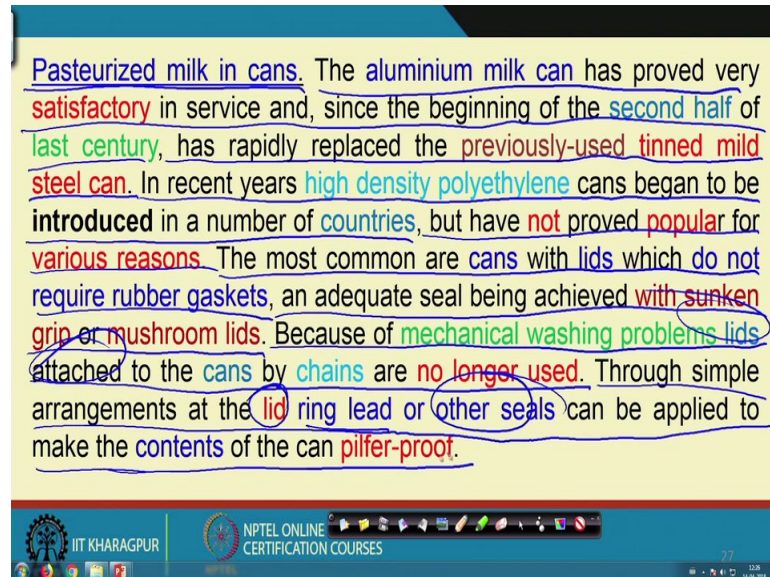 Pasteurized milk in cans. The aluminium milk can has proved very
satisfactory in service and, since the beginning of the second half of
last century, has rapidly replaced the previously-used tinned mild
steel can. In recent years high density polyethylene cans began to be
introduced in a number of countries, but have not proved popular for
various reasons. The most common are cans with lids which do not
require rubber gaskets, an adequate seal being achieved with sunken
grip or mushroom lids. Because of mechanical washing problems lids
attached to the cans by chains are no longer used. Through simple
arrangements at the lid ring lead or other seals can be applied to
make the contents of the can pilfer-proof.
IIT KHARAGPUR
NPTEL ONLINE
CERTIFICATION COURSES
NPTEL
27
12:26